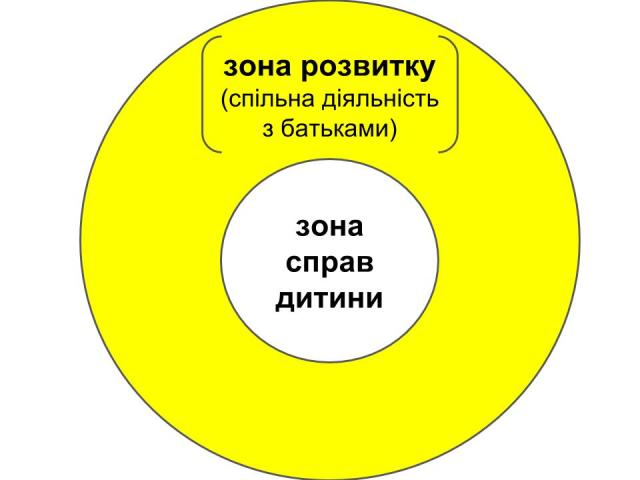 зона розвитку
(спільна діяльність
з батьками)
зона
справ
дитини